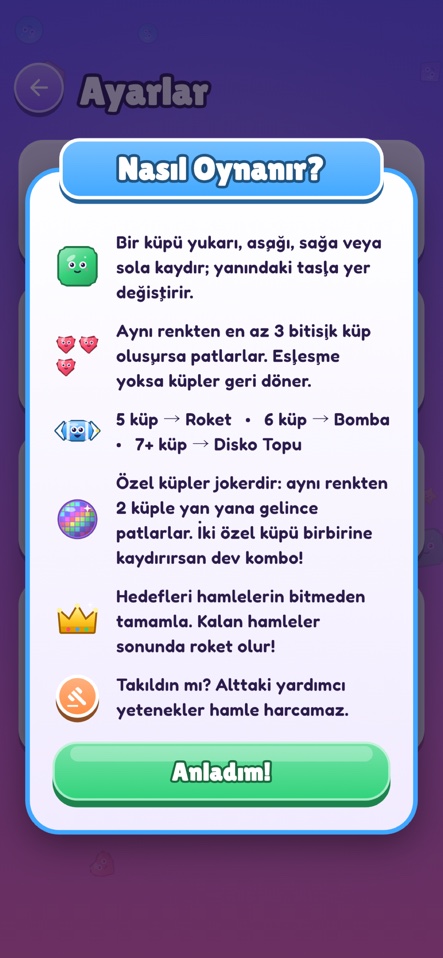 Ayarlar
Nasıl Oynanır?
Bir küpü yukarı, aşağı, sağa veya
sola kaydır; yanındaki taşla yer
değiştirir.
Aynı renkten en az 3 bitişik küp
oluşursa patlarlar. Eşleşme
yoksa küpler geri döner.
5 küp → Roket • 6 küp → Bomba
• 7+ küp → Disko Topu
Özel küpler jokerdir: aynı renkten
2 küple yan yana gelince
patlarlar. İki özel küpü birbirine
kaydırırsan dev kombo!
Hedefleri hamlelerin bitmeden
tamamla. Kalan hamleler
sonunda roket olur!
Takıldın mı? Alttaki yardımcı
yetenekler hamle harcamaz.
Anladım!